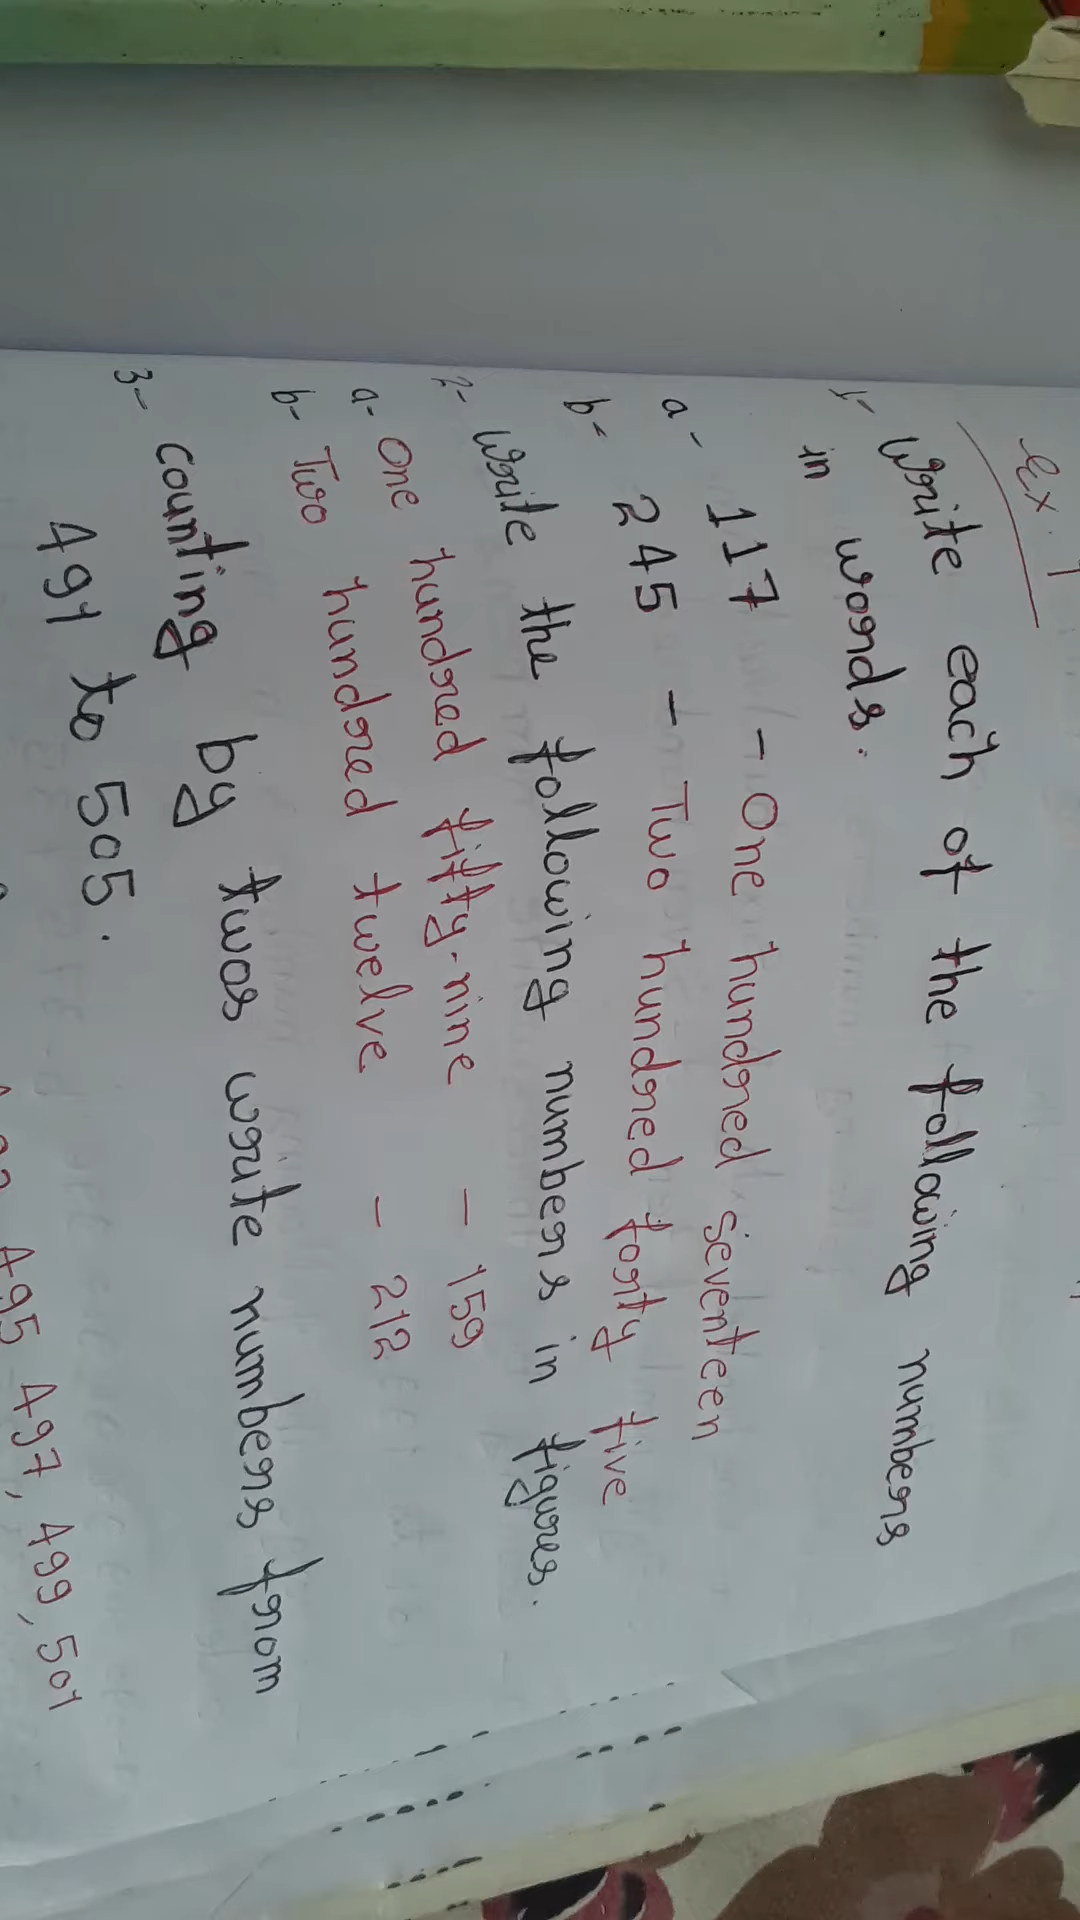 Ex. 1
1- Write each of the following numbers
in words.
a- 117 - One hundred seventeen
b- 245 - Two hundred forty five
2- Write the following numbers in figures.
a- One hundred fifty-nine - 159
b- Two hundred twelve - 212
3- Counting by twos write numbers from
491 to 505.
495 497, 499, 501